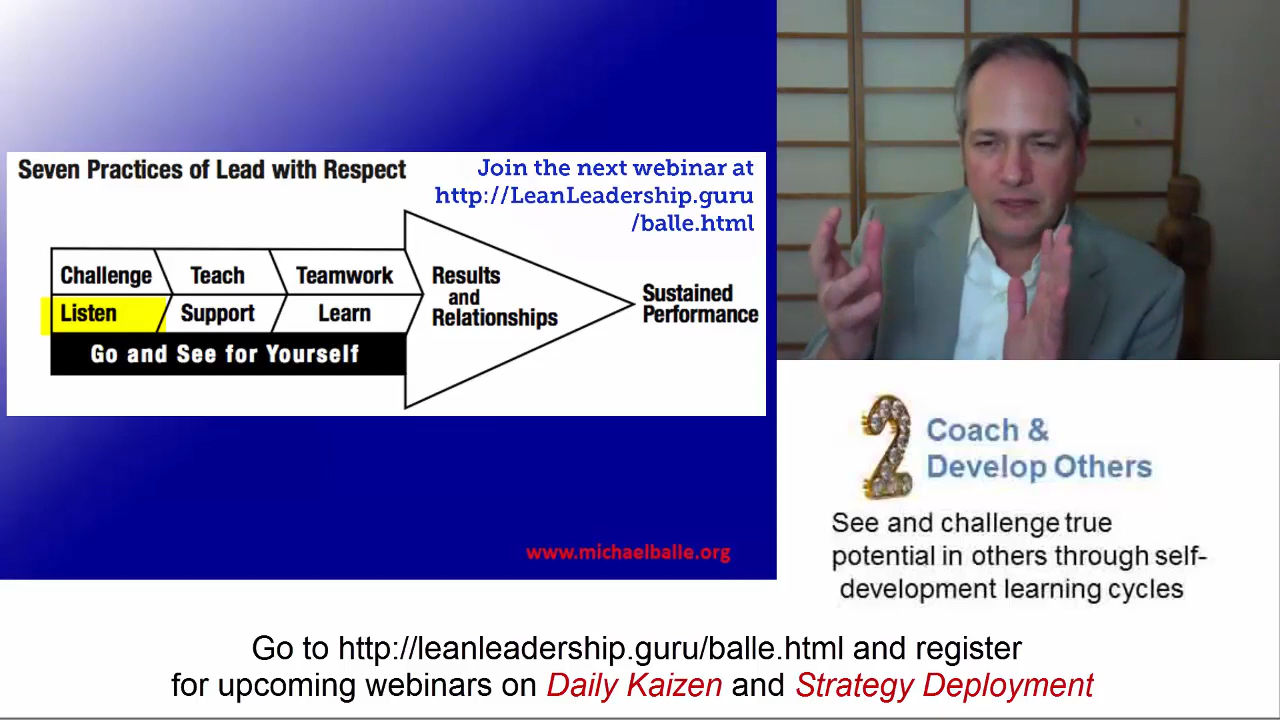 Seven Practices of Lead with Respect
Join the next webinar at
http://LeanLeadership.guru
/balle.html
Challenge
Teach
Teamwork
Listen
Support
Learn
Go and See for Yourself
Results
and
Relationships
Sustained
Performance
www.michaelballe.org
2
Coach &
Develop Others
See and challenge true
potential in others through self-
development learning cycles
Go to http://leanleadership.guru/balle.html and register
for upcoming webinars on Daily Kaizen and Strategy Deployment